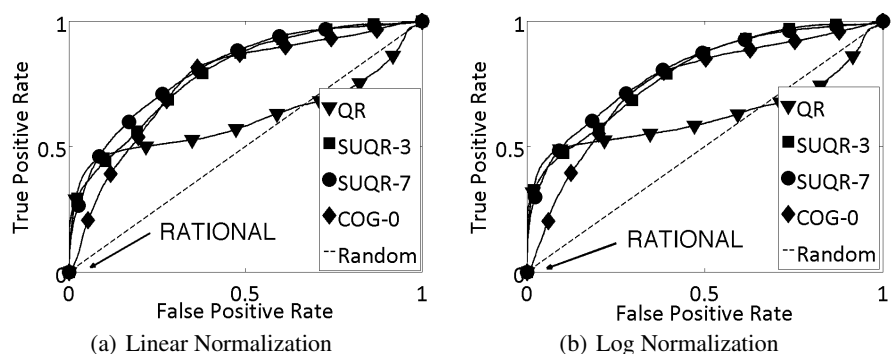 1
True Positive Rate
0.5
0
QR
SUQR-3
SUQR-7
COG-0
Random
RATIONAL
0
0.5
1
False Positive Rate
(a) Linear Normalization
1
True Positive Rate
0.5
0
QR
SUQR-3
SUQR-7
COG-0
Random
RATIONAL
0
0.5
1
False Positive Rate
(b) Log Normalization